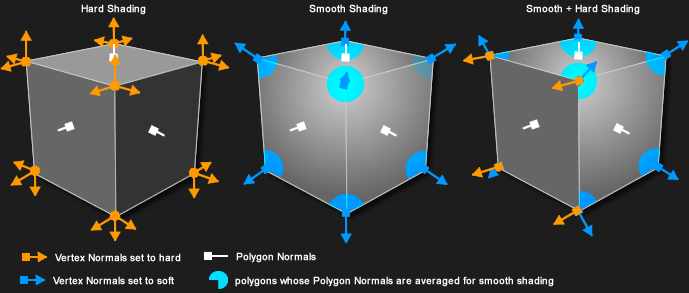 Hard Shading
Smooth Shading
Smooth + Hard Shading
Vertex Normals set to hard
Polygon Normals
Vertex Normals set to soft
polygons whose Polygon Normals are averaged for smooth shading